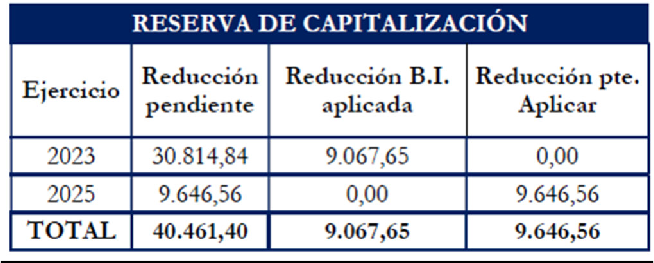 RESERVA DE CAPITALIZACIÓN
Ejercicio Reducción pendiente Reducción B.I. aplicada Reducción pte. Aplicar
2023 30.814,84 9.067,65 0,00
2025 9.646,56 0,00 9.646,56
TOTAL 40.461,40 9.067,65 9.646,56